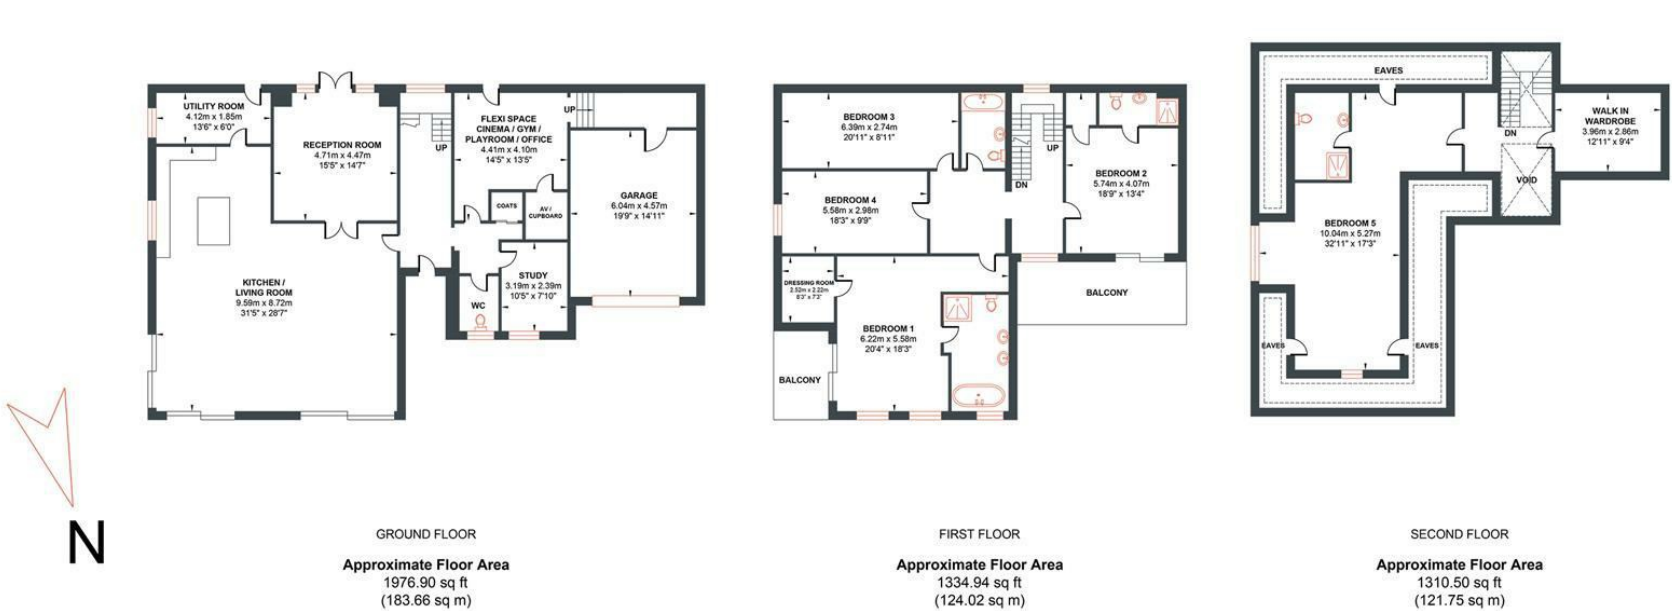 UTILITY ROOM
4.12m x 1.85m
13'6" x 6'0"
RECEPTION ROOM
4.71m x 4.47m
15'5" x 14'7"
UP
FLEXI SPACE
CINEMA / GYM /
PLAYROOM / OFFICE
4.41m x 4.10m
14'5" x 13'5"
UP
GARAGE
6.04m x 4.57m
19'9" x 14'11"
COATS
AV /
CUPBOARD
KITCHEN /
LIVING ROOM
9.59m x 8.72m
31'5" x 28'7"
WC
STUDY
3.19m x 2.39m
10'5" x 7'10"
N
GROUND FLOOR
Approximate Floor Area
1976.90 sq ft
(183.66 sq m)
BEDROOM 3
6.39m x 2.74m
20'11" x 8'11"
UP
DN
BEDROOM 2
5.74m x 4.07m
18'9" x 13'4"
BEDROOM 4
5.58m x 2.98m
18'3" x 9'9"
DRESSING ROOM
2.52m x 2.22m
8'3" x 7'3"
BEDROOM 1
6.22m x 5.58m
20'4" x 18'3"
BALCONY
BALCONY
FIRST FLOOR
Approximate Floor Area
1334.94 sq ft
(124.02 sq m)
EAVES
DN
WALK IN
WARDROBE
3.96m x 2.86m
12'11" x 9'4"
VOID
BEDROOM 5
10.04m x 5.27m
32'11" x 17'3"
EAVES
EAVES
SECOND FLOOR
Approximate Floor Area
1310.50 sq ft
(121.75 sq m)